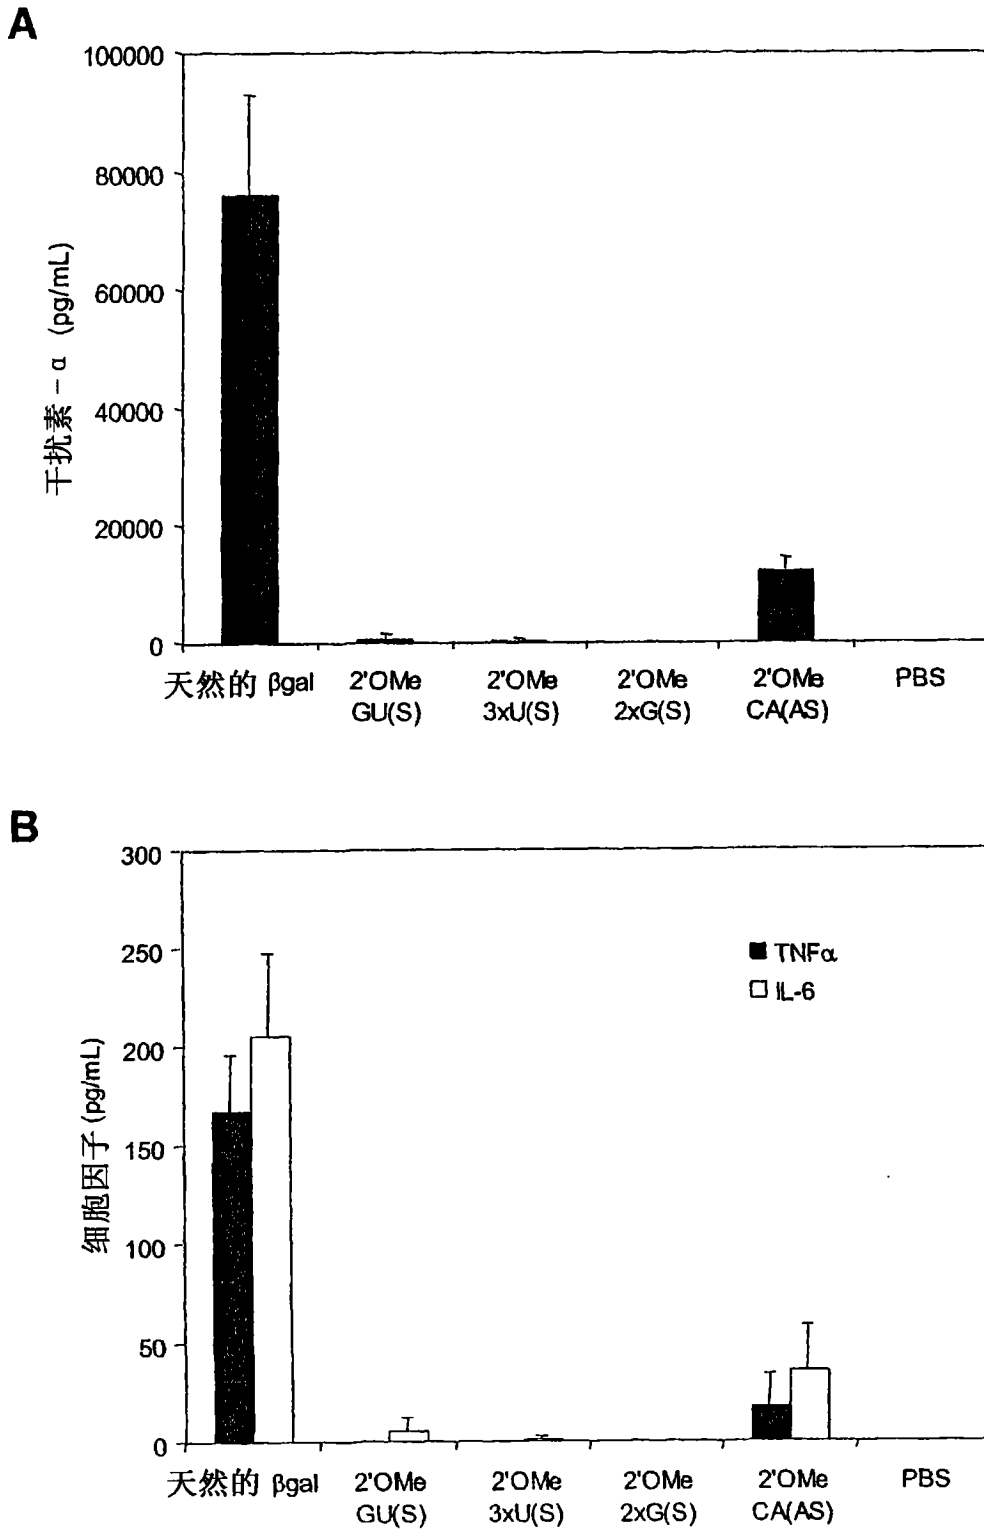 A
100000
80000
60000
40000
20000
0
干扰素-α (pg/mL)
天然的 βgal
2'OMe
GU(S)
2'OMe
3xU(S)
2'OMe
2xG(S)
2'OMe
CA(AS)
PBS
B
300
250
200
150
100
50
0
细胞因子 (pg/mL)
TNFα
IL-6
天然的 βgal
2'OMe
GU(S)
2'OMe
3xU(S)
2'OMe
2xG(S)
2'OMe
CA(AS)
PBS